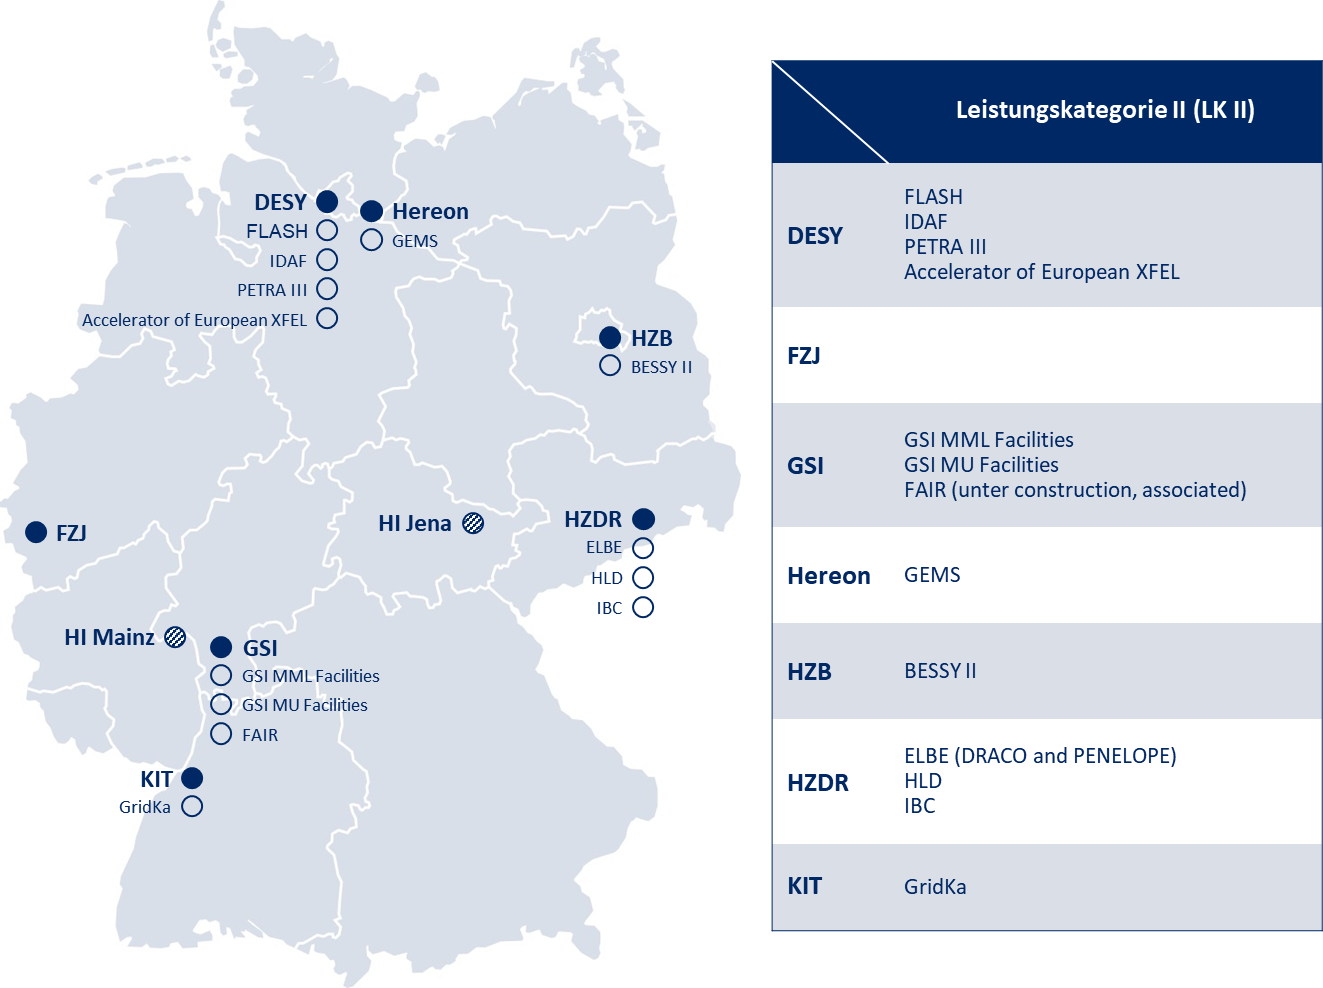 DESY
FLASH
IDAF
PETRA III
Accelerator of European XFEL
Hereon
GEMS
HZB
BESSY II
FZJ
HI Jena
HZDR
ELBE
HLD
IBC
HI Mainz
GSI
GSI MML Facilities
GSI MU Facilities
FAIR
KIT
GridKa
Leistungskategorie II (LK II)
DESY
FLASH
IDAF
PETRA III
Accelerator of European XFEL
FZJ
GSI
GSI MML Facilities
GSI MU Facilities
FAIR (unter construction, associated)
Hereon
GEMS
HZB
BESSY II
HZDR
ELBE (DRACO and PENELOPE)
HLD
IBC
KIT
GridKa